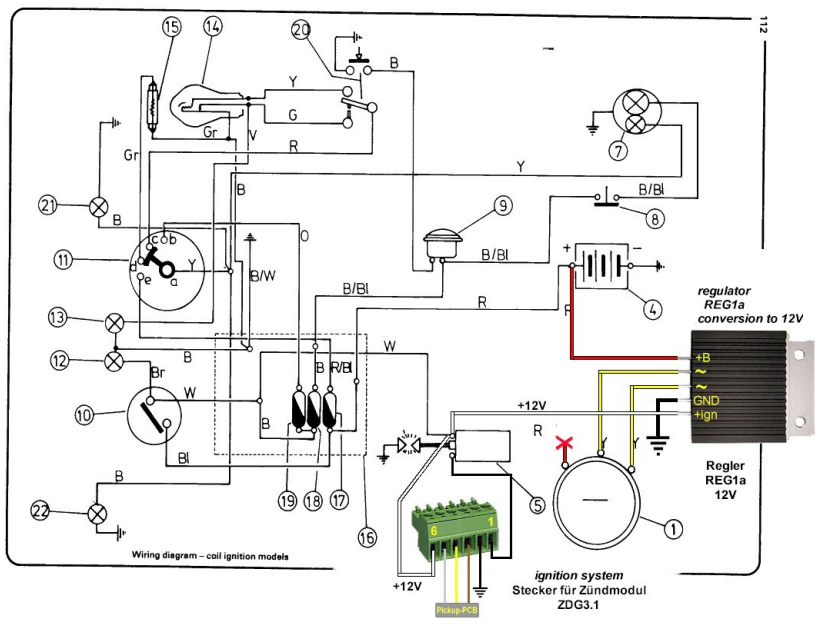 112
15
14
20
B
Y
G
Gr
V
R
Gr
7
Y
B
B/Bl
21
9
8
B
c b
O
11
d
a
Y
e
B/W
B/Bl
+ −
4
B/Bl
R
R
regulator
REG1a
conversion to 12V
13
W
+B
~
~
GND
+ign
12
B
Br
B
R/Bl
W
+12V
10
B
R
Y
Y
Regler
REG1a
12V
Bl
B
19
18
17
16
5
1
22
6 1
Wiring diagram – coil ignition models
+12V
ignition system
Stecker für Zündmodul
ZDG3.1
Pickup-PCB